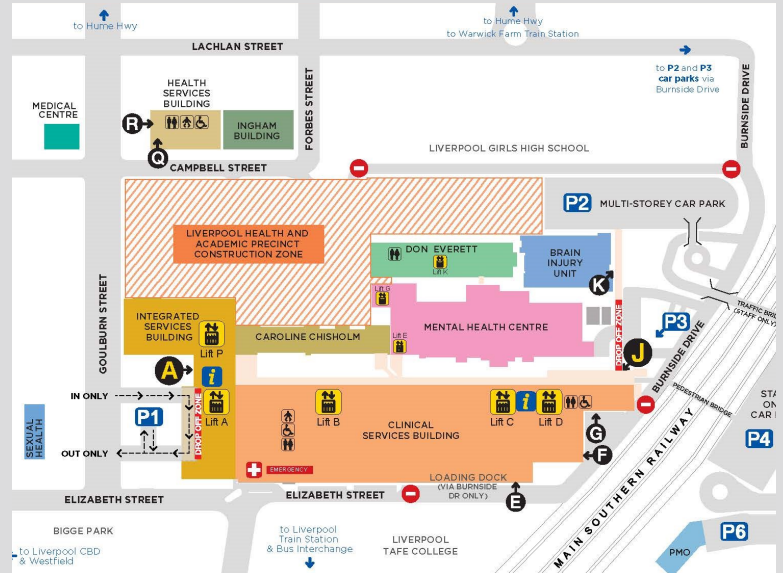 to Hume Hwy
to Hume Hwy
to Warwick Farm Train Station
LACHLAN STREET
to P2 and P3
car parks via
Burnside Drive
BURNSIDE DRIVE
HEALTH
SERVICES
BUILDING
FORBES STREET
MEDICAL
CENTRE
R
INGHAM
BUILDING
Q
LIVERPOOL GIRLS HIGH SCHOOL
CAMPBELL STREET
P2
MULTI-STOREY CAR PARK
LIVERPOOL HEALTH AND
ACADEMIC PRECINCT
CONSTRUCTION ZONE
DON EVERETT
Lift K
BRAIN
INJURY
UNIT
K
GOULBURN STREET
Lift G
INTEGRATED
SERVICES
BUILDING
Lift P
CAROLINE CHISHOLM
Lift E
MENTAL HEALTH CENTRE
DROP OFF ZONE
P3
TRAFFIC
(STAFF ONLY)
J
BURNSIDE DRIVE
A
i
PEDESTRIAN BRIDGE
IN ONLY
P1
DROP OFF ZONE
Lift A
Lift B
CLINICAL
SERVICES BUILDING
Lift C
i
Lift D
G
SEXUAL
HEALTH
OUT ONLY
P4
F
EMERGENCY
LOADING DOCK
(VIA BURNSIDE
DR ONLY)
E
ELIZABETH STREET
ELIZABETH STREET
MAIN SOUTHERN RAILWAY
BIGGE PARK
to Liverpool
Train Station
& Bus Interchange
LIVERPOOL
TAFE COLLEGE
to Liverpool CBD
& Westfield
P6
PMO